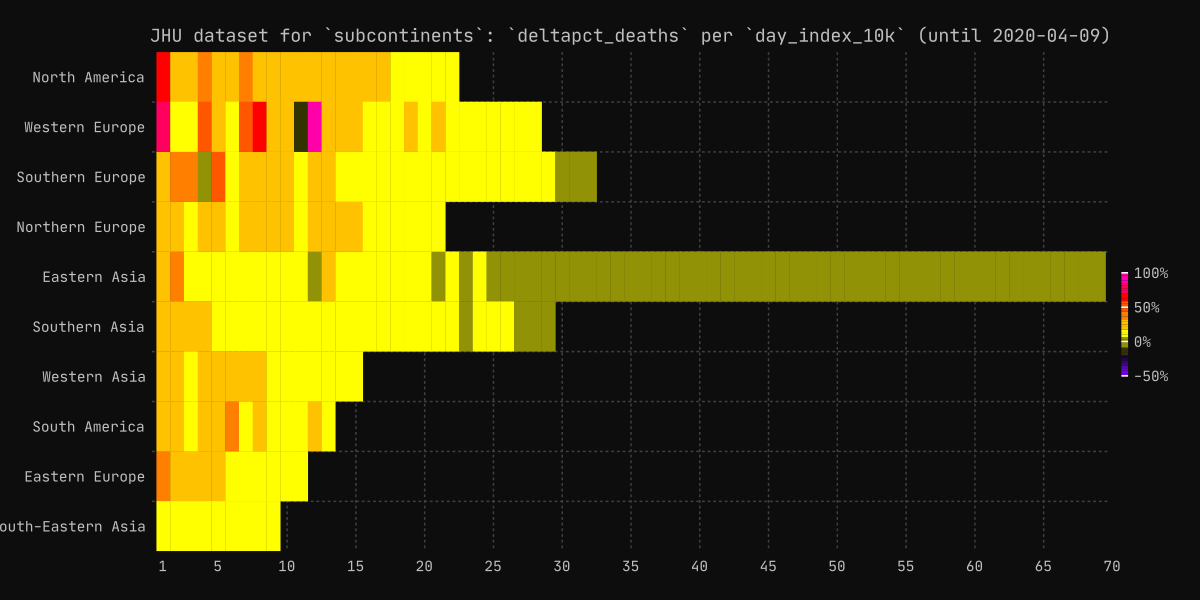 JHU dataset for `subcontinents`: `deltapct_deaths` per `day_index_10k` (until 2020-04-09)
North America
Western Europe
Southern Europe
Northern Europe
Eastern Asia
Southern Asia
Western Asia
South America
Eastern Europe
outh-Eastern Asia
100%
50%
0%
-50%
1 5 10 15 20 25 30 35 40 45 50 55 60 65 70